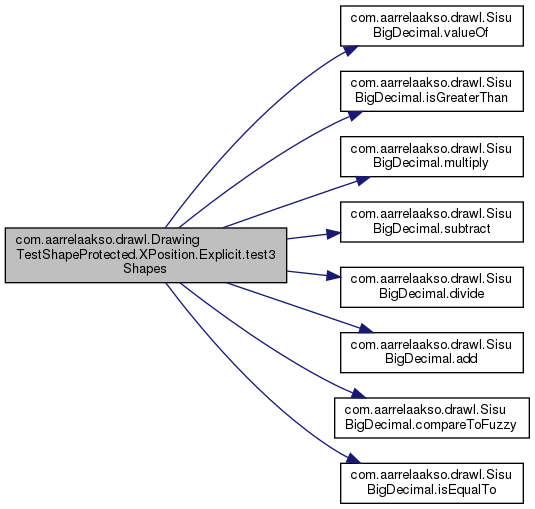 com.aarrelaakso.drawl.Sisu
BigDecimal.valueOf
com.aarrelaakso.drawl.Sisu
BigDecimal.isGreaterThan
com.aarrelaakso.drawl.Sisu
BigDecimal.multiply
com.aarrelaakso.drawl.Sisu
BigDecimal.subtract
com.aarrelaakso.drawl.Drawing
TestShapeProtected.XPosition.Explicit.test3
Shapes
com.aarrelaakso.drawl.Sisu
BigDecimal.divide
com.aarrelaakso.drawl.Sisu
BigDecimal.add
com.aarrelaakso.drawl.Sisu
BigDecimal.compareToFuzzy
com.aarrelaakso.drawl.Sisu
BigDecimal.isEqualTo